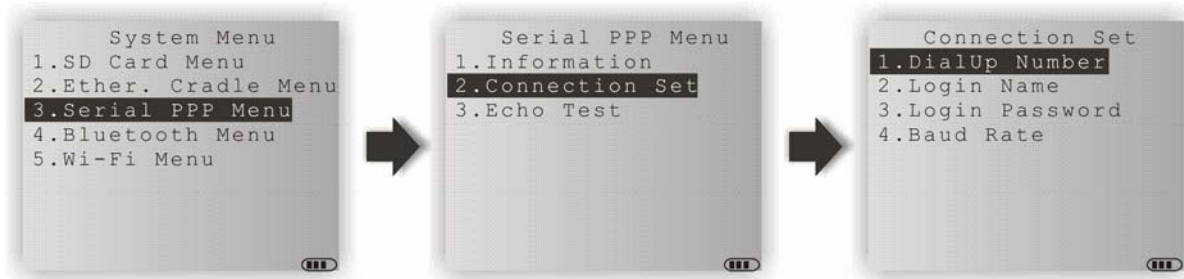 System Menu
1.SD Card Menu
2.Ether. Cradle Menu
3.Serial PPP Menu
4.Bluetooth Menu
5.Wi-Fi Menu
Serial PPP Menu
1.Information
2.Connection Set
3.Echo Test
Connection Set
1.DialUp Number
2.Login Name
3.Login Password
4.Baud Rate